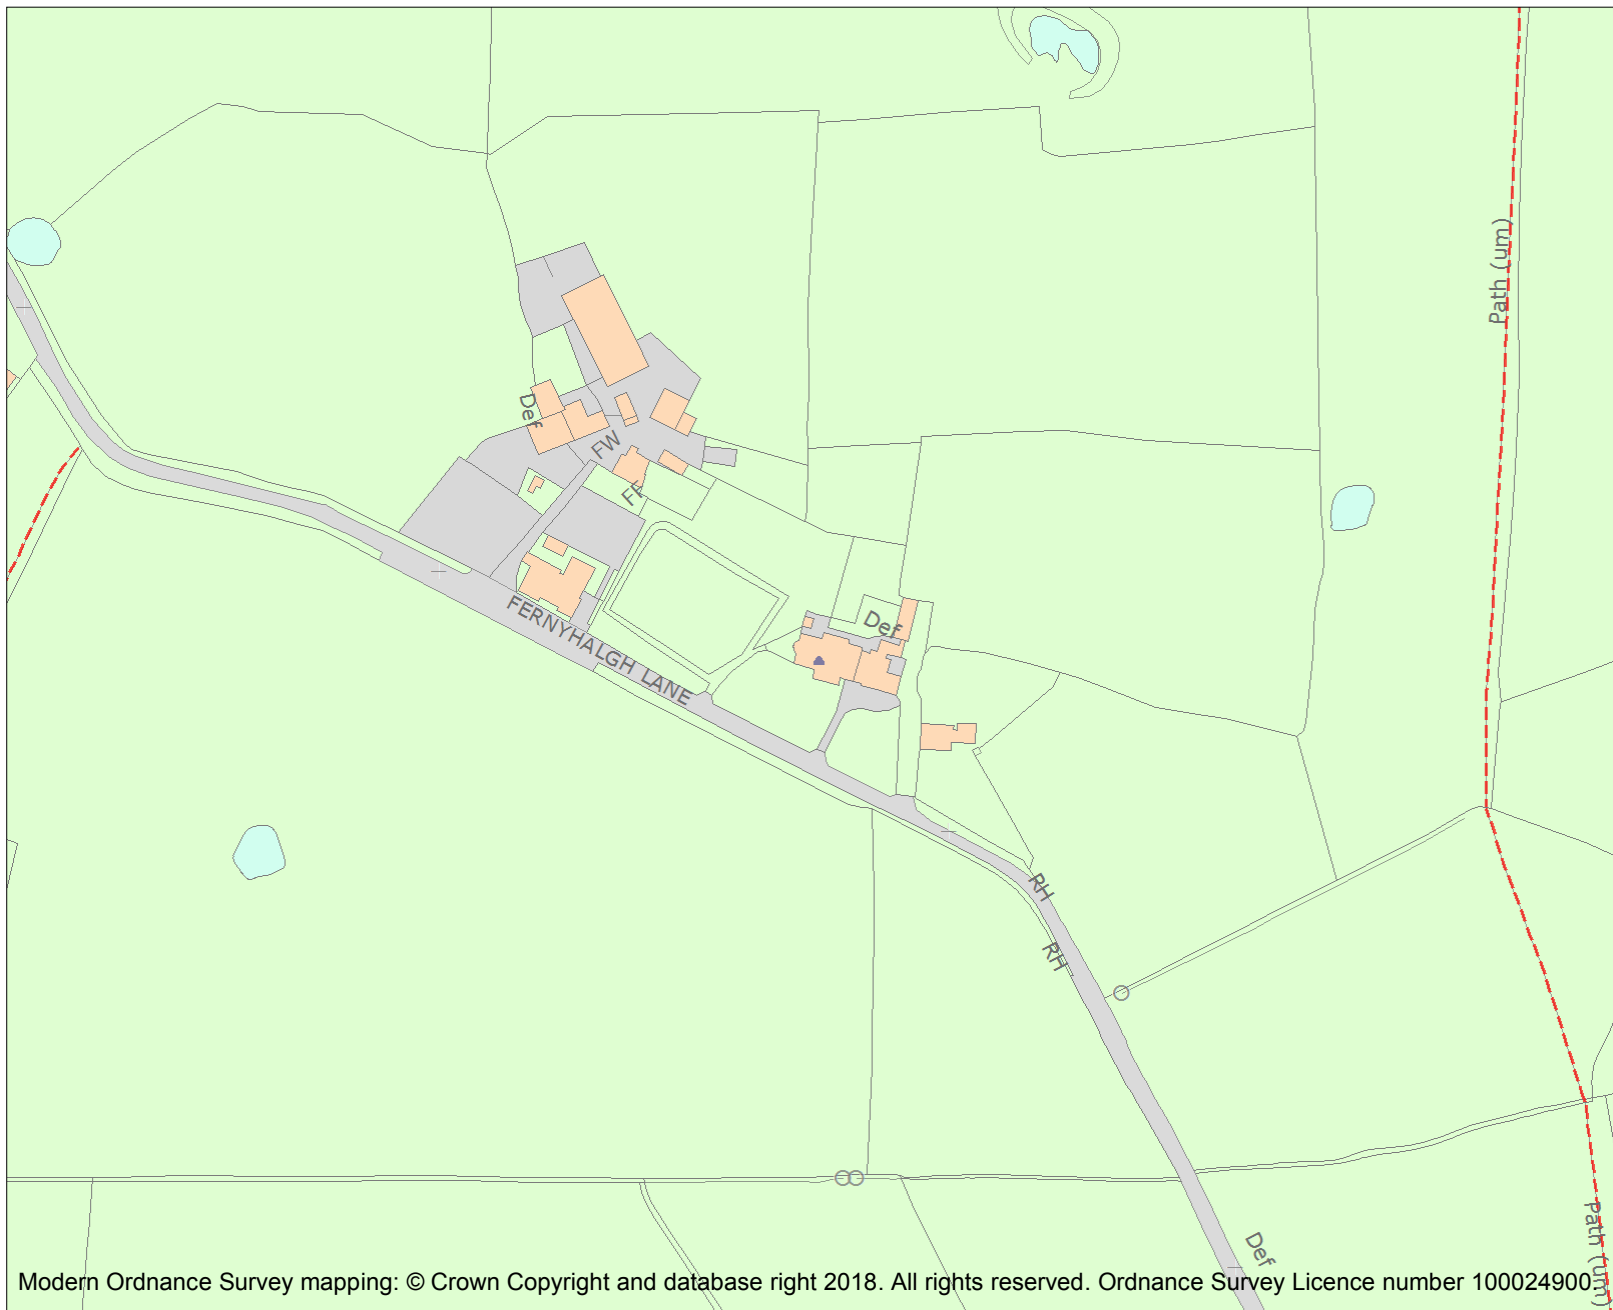 Path (um)
Def
FW
FF
FERNYHALGH LANE
Def
RH
RH
Def
Path (um)
Modern Ordnance Survey mapping: © Crown Copyright and database right 2018. All rights reserved. Ordnance Survey Licence number 100024900.